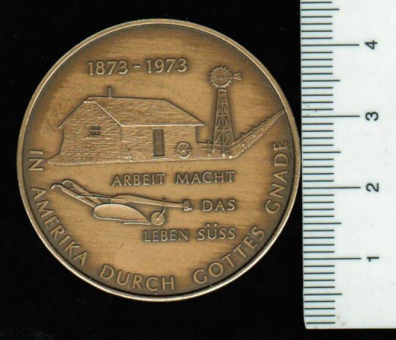 1873-1973
ARBEIT MACHT
DAS
LEBEN SÜSS
IN AMERIKA DURCH GOTTES GNADE
4
3
2
1